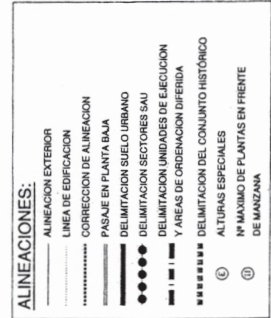 ALINEACIONES:
ALINEACION EXTERIOR
LINEA DE EDIFICACION
CORRECCION DE ALINEACION
PASAJE EN PLANTA BAJA
DELIMITACION SUELO URBANO
DELIMITACION SECTORES SAU
DELIMITACION UNIDADES DE EJECUCION
Y AREAS DE ORDENACION DIFERIDA
DELIMITACION DEL CONJUNTO HISTÓRICO
ALTURAS ESPECIALES
Nº MAXIMO DE PLANTAS EN FRENTE
DE MANZANA